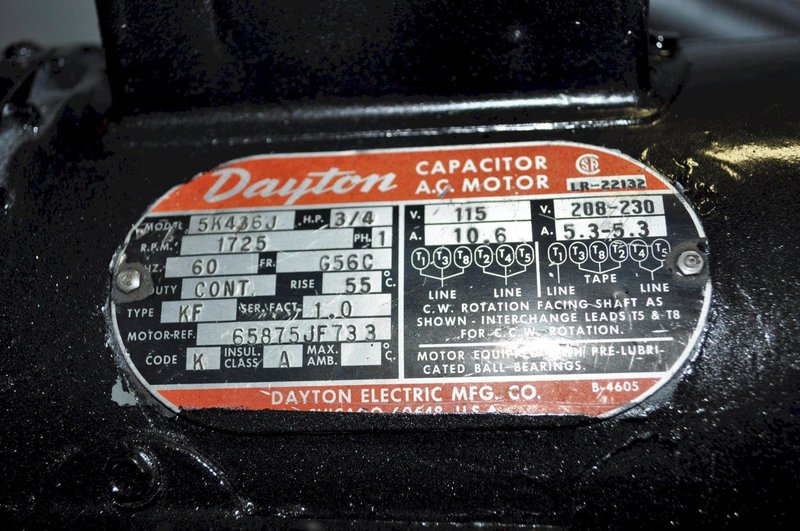 Dayton
CAPACITOR
A.C. MOTOR
SA
LR-22132
MODEL 5K436J H.P. 3/4
R.P.M. 1725 PH. 1
HZ. 60 FR. G56C
DUTY CONT. RISE 55 °C.
TYPE KF SER. FACT. 1.0
MOTOR-REF. 65875JF733
CODE K INSUL. CLASS A MAX. AMB. °C.
V. 115 V. 208-230
A. 10.6 A. 5.3-5.3
T1 T3 T8 T2 T4 T5 T1 T3 T8 T2 T4 T5
LINE LINE LINE TAPE LINE
C.W. ROTATION FACING SHAFT AS
SHOWN - INTERCHANGE LEADS T5 & T8
FOR C.C.W. ROTATION.
MOTOR EQUIPPED WITH PRE-LUBRI-
CATED BALL-BEARINGS.
DAYTON ELECTRIC MFG. CO.
B-4605
CHICAGO 60648 U.S.A.